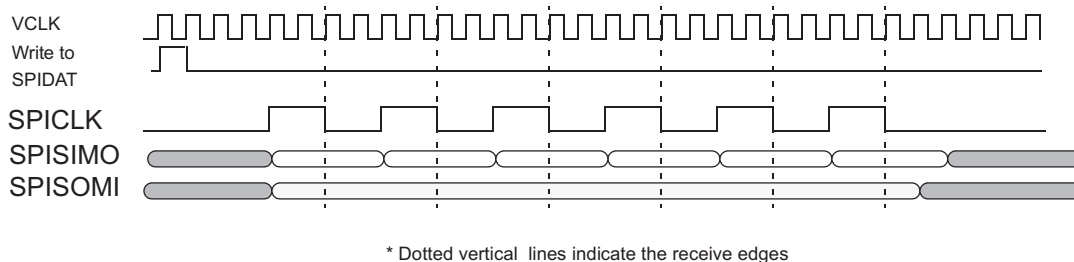 VCLK
Write to
SPIDAT
SPICLK
SPISIMO
SPISOMI
* Dotted vertical lines indicate the receive edges